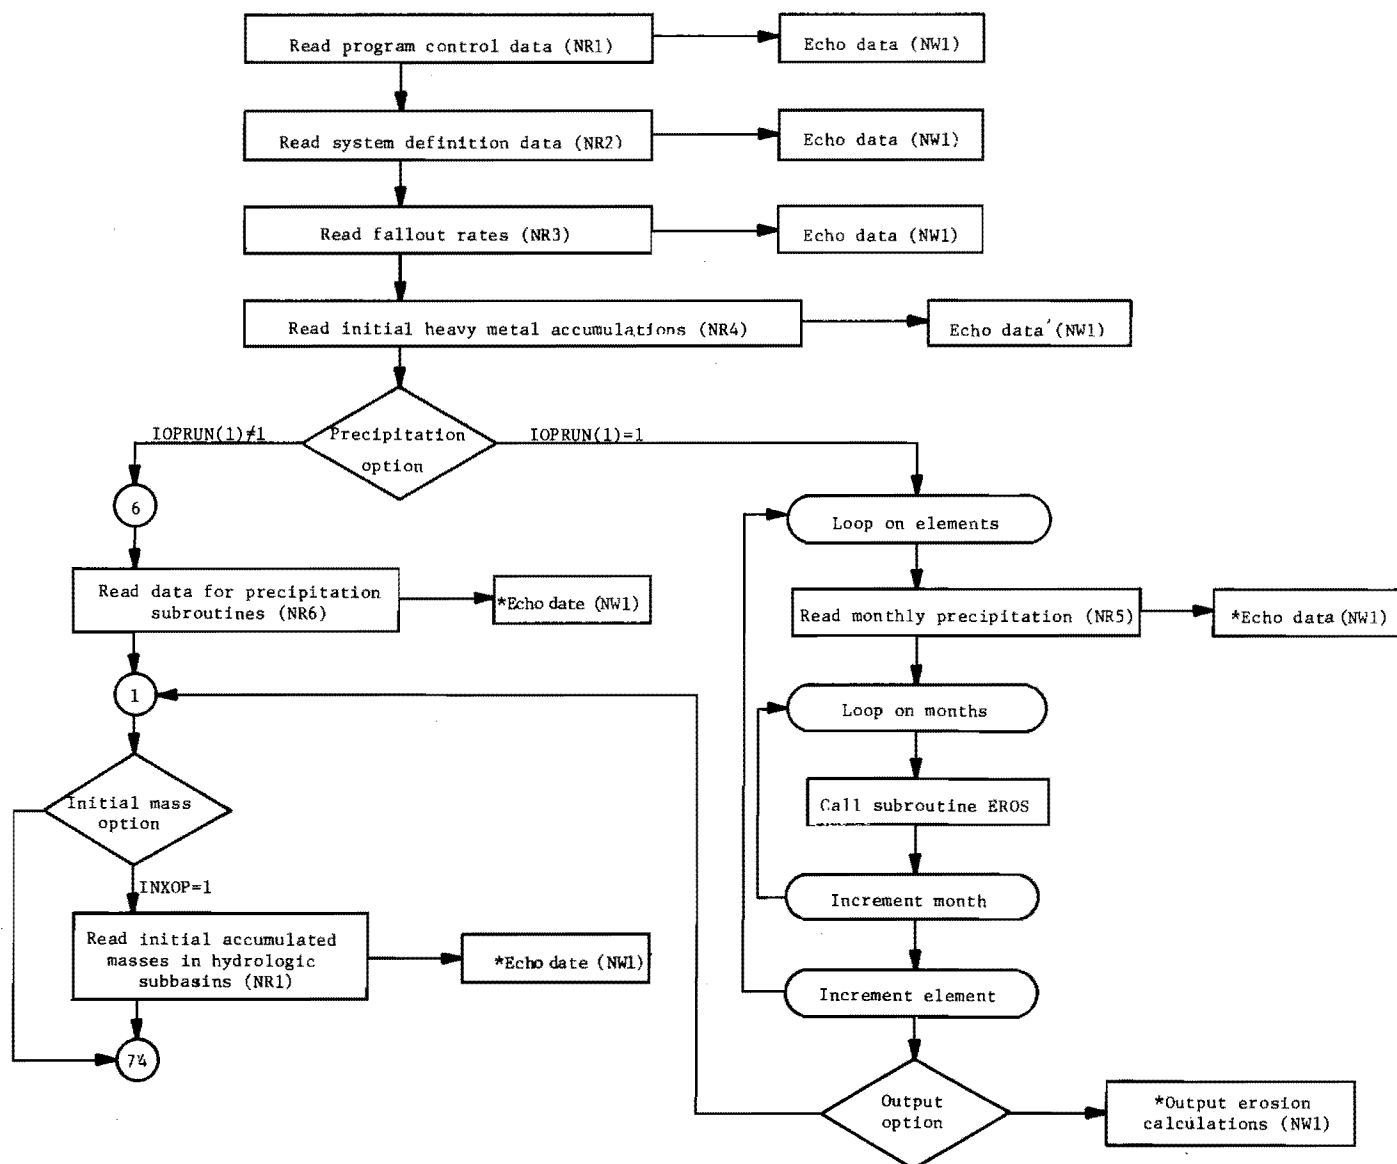 Read program control data (NR1)
Echo data (NW1)
Read system definition data (NR2)
Echo data (NW1)
Read fallout rates (NR3)
Echo data (NW1)
Read initial heavy metal accumulations (NR4)
Echo data (NW1)
IOPRUN(1)≠1
Precipitation
option
IOPRUN(1)=1
6
Loop on elements
Read data for precipitation
subroutines (NR6)
*Echo date (NW1)
Read monthly precipitation (NR5)
*Echo data (NW1)
1
Loop on months
Initial mass
option
Call subroutine EROS
INXOP=1
Increment month
Read initial accumulated
masses in hydrologic
subbasins (NR1)
*Echo date (NW1)
Increment element
74
Output
option
*Output erosion
calculations (NW1)